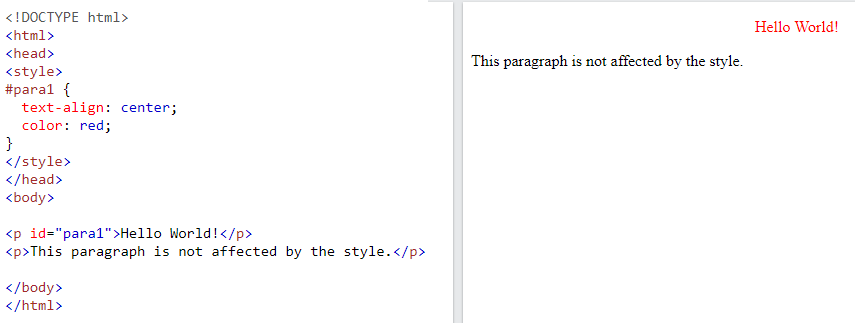 <!DOCTYPE html>
<html>
<head>
<style>
#para1 {
  text-align: center;
  color: red;
}
</style>
</head>
<body>

<p id="para1">Hello World!</p>
<p>This paragraph is not affected by the style.</p>

</body>
</html>
Hello World!
This paragraph is not affected by the style.